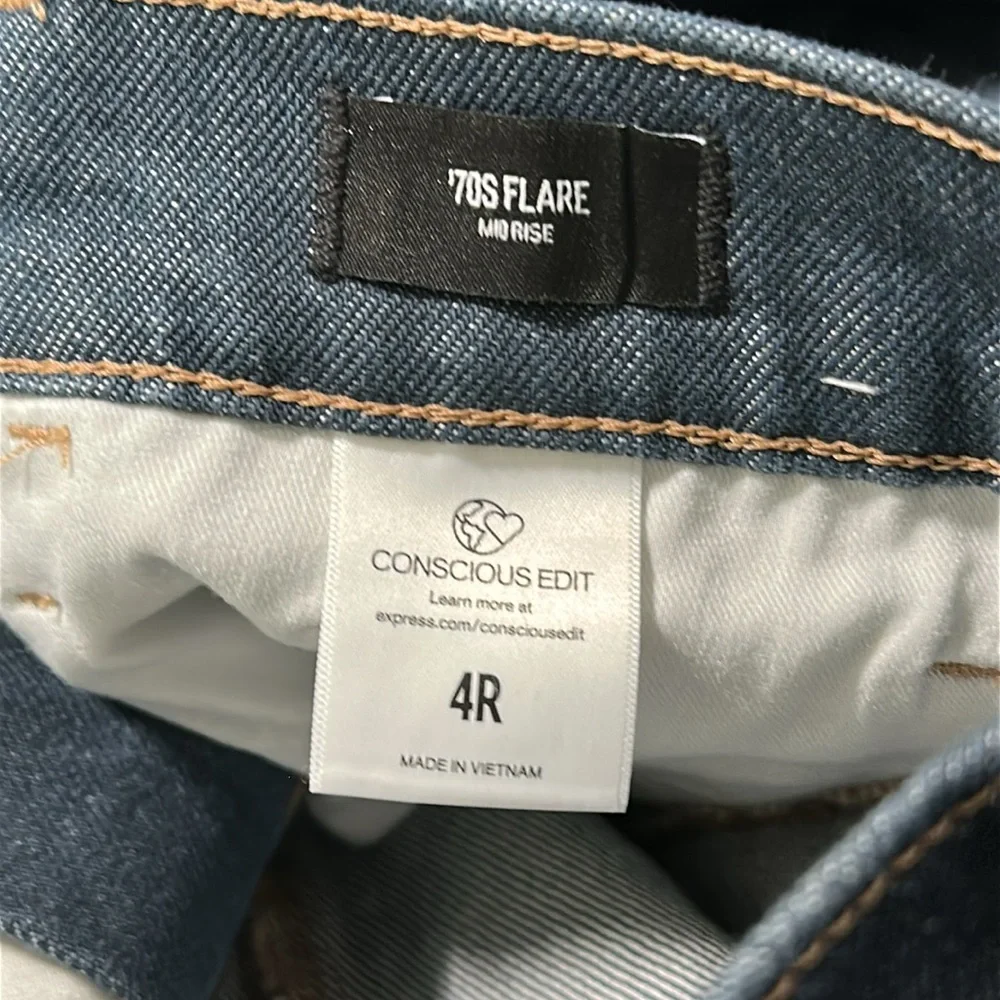 '70S FLARE
MID RISE
CONSCIOUS EDIT
Learn more at
express.com/consciousedit
4R
MADE IN VIETNAM